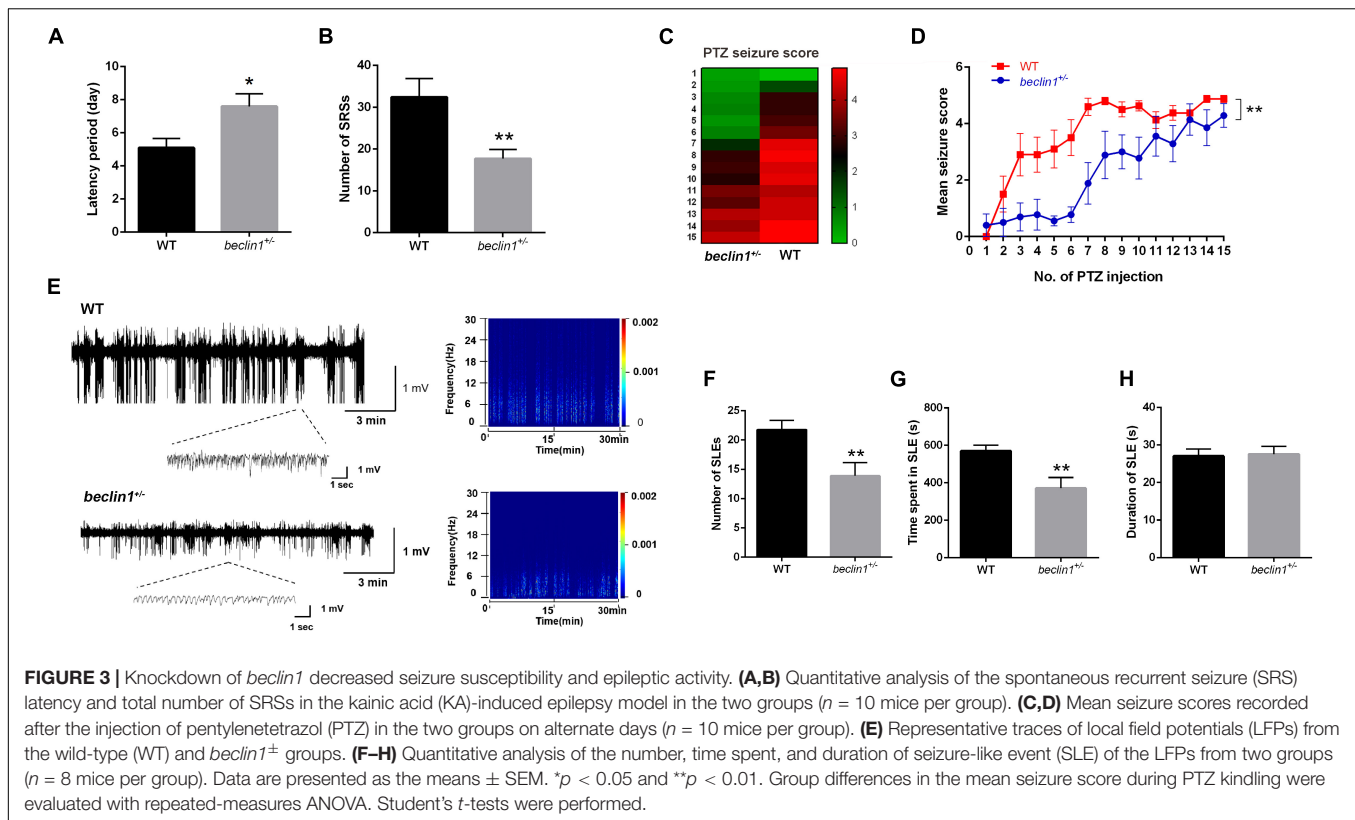 A
Latency period (day)
10
8
6
4
2
0
*
WT
beclin1+/-
B
Number of SRSs
40
30
20
10
0
**
WT
beclin1+/-
C
PTZ seizure score
1
2
3
4
5
6
7
8
9
10
11
12
13
14
15
4
3
2
1
0
beclin1+/- WT
D
WT
beclin1+/-
Mean seizure score
6
4
2
0
**
0 1 2 3 4 5 6 7 8 9 10 11 12 13 14 15
No. of PTZ injection
E
WT
1 mV
3 min
1 mV
1 sec
Frequency(Hz)
30
24
18
12
6
0
0.002
0.001
0
0 15 30min
Time(min)
beclin1+/-
1 mV
3 min
1 mV
1 sec
Frequency(Hz)
30
24
18
12
6
0
0.002
0.001
0
0 15 30min
Time(min)
F
Number of SLEs
25
20
15
10
5
0
**
WT
beclin1+/-
G
Time spent in SLE (s)
800
600
400
200
0
**
WT
beclin1+/-
H
Duration of SLE (s)
40
30
20
10
0
WT
beclin1+/-
FIGURE 3 | Knockdown of beclin1 decreased seizure susceptibility and epileptic activity. (A,B) Quantitative analysis of the spontaneous recurrent seizure (SRS)
latency and total number of SRSs in the kainic acid (KA)-induced epilepsy model in the two groups (n = 10 mice per group). (C,D) Mean seizure scores recorded
after the injection of pentylenetetrazol (PTZ) in the two groups on alternate days (n = 10 mice per group). (E) Representative traces of local field potentials (LFPs) from
the wild-type (WT) and beclin1± groups. (F–H) Quantitative analysis of the number, time spent, and duration of seizure-like event (SLE) of the LFPs from two groups
(n = 8 mice per group). Data are presented as the means ± SEM. *p < 0.05 and **p < 0.01. Group differences in the mean seizure score during PTZ kindling were
evaluated with repeated-measures ANOVA. Student's t-tests were performed.